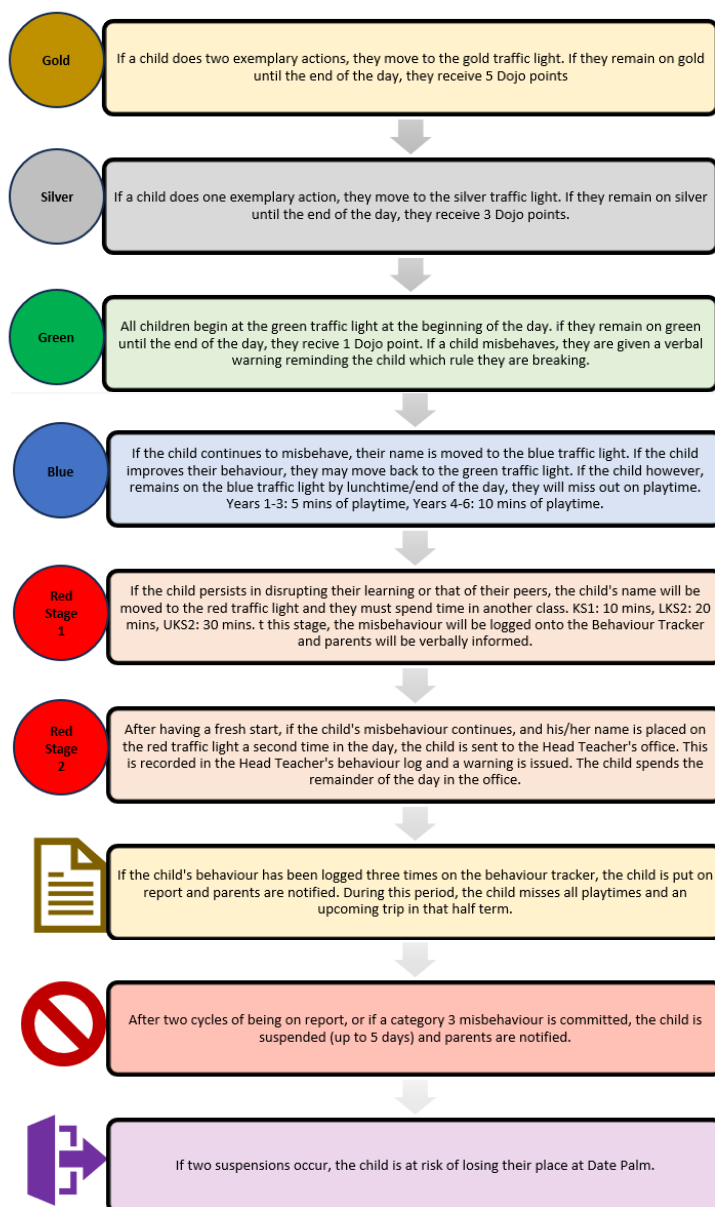 Gold
If a child does two exemplary actions, they move to the gold traffic light. If they remain on gold
until the end of the day, they receive 5 Dojo points
Silver
If a child does one exemplary action, they move to the silver traffic light. If they remain on silver
until the end of the day, they receive 3 Dojo points.
Green
All children begin at the green traffic light at the beginning of the day. if they remain on green
until the end of the day, they recive 1 Dojo point. If a child misbehaves, they are given a verbal
warning reminding the child which rule they are breaking.
Blue
If the child continues to misbehave, their name is moved to the blue traffic light. If the child
improves their behaviour, they may move back to the green traffic light. If the child however,
remains on the blue traffic light by lunchtime/end of the day, they will miss out on playtime.
Years 1-3: 5 mins of playtime, Years 4-6: 10 mins of playtime.
Red
Stage
1
If the child persists in disrupting their learning or that of their peers, the child's name will be
moved to the red traffic light and they must spend time in another class. KS1: 10 mins, LKS2: 20
mins, UKS2: 30 mins. t this stage, the misbehaviour will be logged onto the Behaviour Tracker
and parents will be verbally informed.
Red
Stage
2
After having a fresh start, if the child's misbehaviour continues, and his/her name is placed on
the red traffic light a second time in the day, the child is sent to the Head Teacher's office. This
is recorded in the Head Teacher's behaviour log and a warning is issued. The child spends the
remainder of the day in the office.
If the child's behaviour has been logged three times on the behaviour tracker, the child is put on
report and parents are notified. During this period, the child misses all playtimes and an
upcoming trip in that half term.
After two cycles of being on report, or if a category 3 misbehaviour is committed, the child is
suspended (up to 5 days) and parents are notified.
If two suspensions occur, the child is at risk of losing their place at Date Palm.